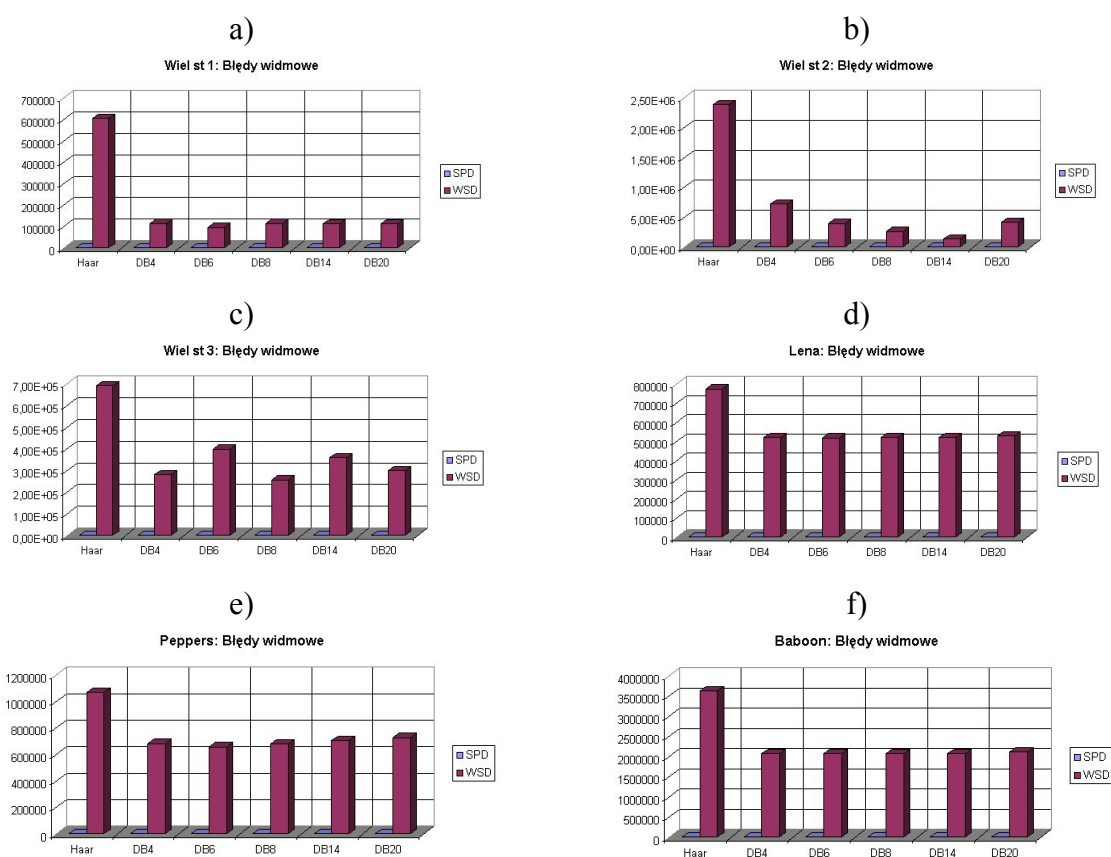 a)
Wiel st 1: Błędy widmowe
700000
600000
500000
400000
300000
200000
100000
0
Haar DB4 DB6 DB8 DB14 DB20
SPD
WSD
b)
Wiel st 2: Błędy widmowe
2,50E+06
2,00E+06
1,50E+06
1,00E+06
5,00E+05
0,00E+00
Haar DB4 DB6 DB8 DB14 DB20
SPD
WSD
c)
Wiel st 3: Błędy widmowe
7,00E+05
6,00E+05
5,00E+05
4,00E+05
3,00E+05
2,00E+05
1,00E+05
0,00E+00
Haar DB4 DB6 DB8 DB14 DB20
SPD
WSD
d)
Lena: Błędy widmowe
800000
700000
600000
500000
400000
300000
200000
100000
0
Haar DB4 DB6 DB8 DB14 DB20
SPD
WSD
e)
Peppers: Błędy widmowe
1200000
1000000
800000
600000
400000
200000
0
Haar DB4 DB6 DB8 DB14 DB20
SPD
WSD
f)
Baboon: Błędy widmowe
4000000
3500000
3000000
2500000
2000000
1500000
1000000
500000
0
Haar DB4 DB6 DB8 DB14 DB20
SPD
WSD